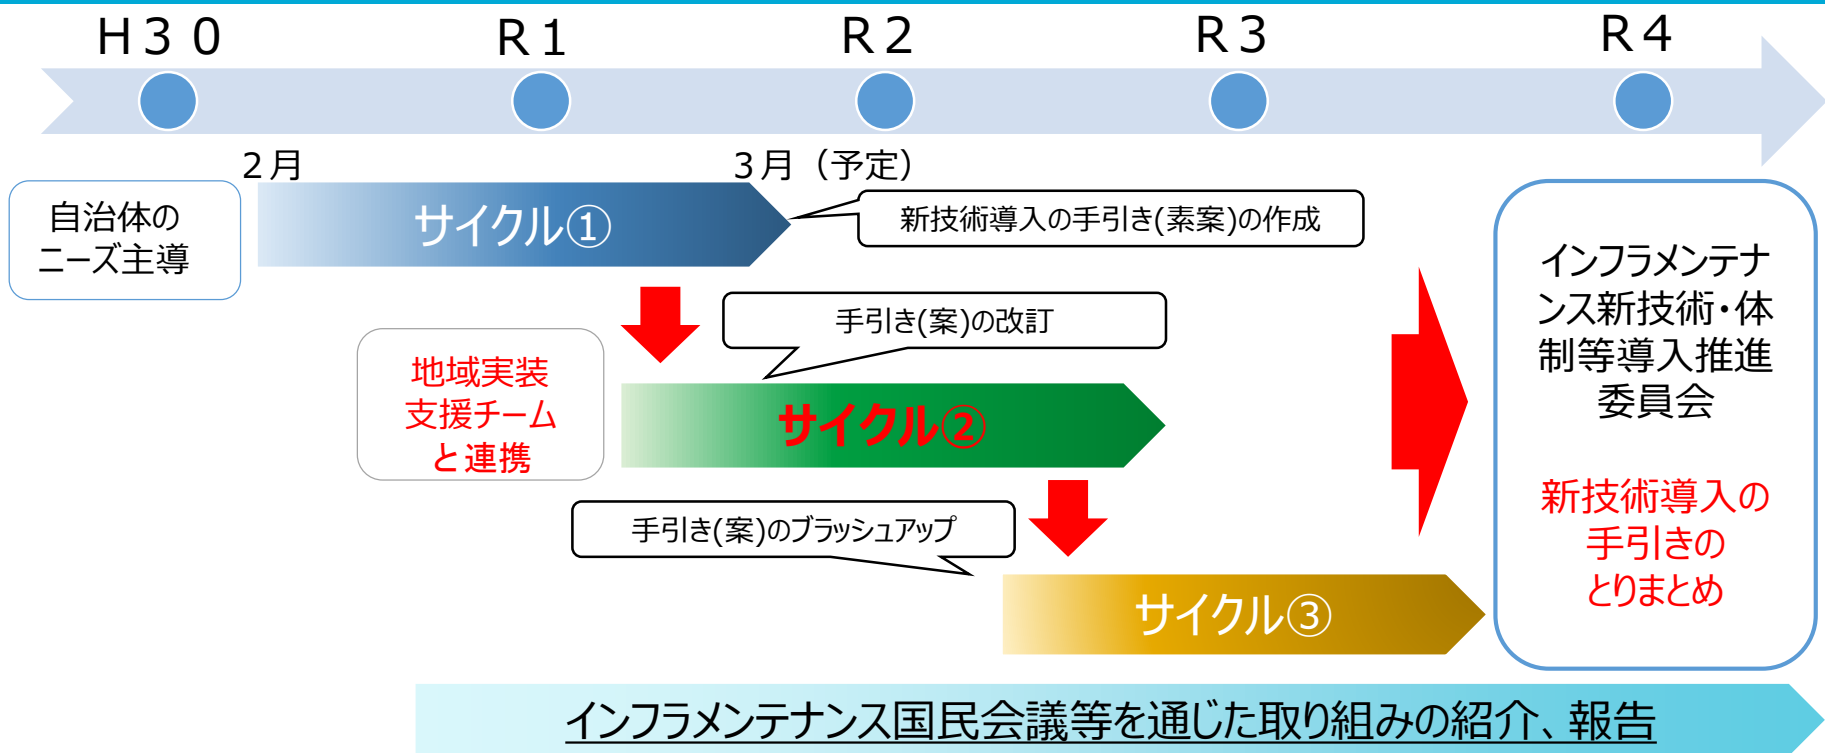 H３０
R１
R２
R３
R４
２月
３月（予定）
自治体の
ニーズ主導
サイクル①
新技術導入の手引き(素案)の作成
手引き(案)の改訂
地域実装
支援チーム
と連携
サイクル②
手引き(案)のブラッシュアップ
サイクル③
インフラメンテナ
ンス新技術・体
制等導入推進
委員会
新技術導入の
手引きの
とりまとめ
インフラメンテナンス国民会議等を通じた取り組みの紹介、報告